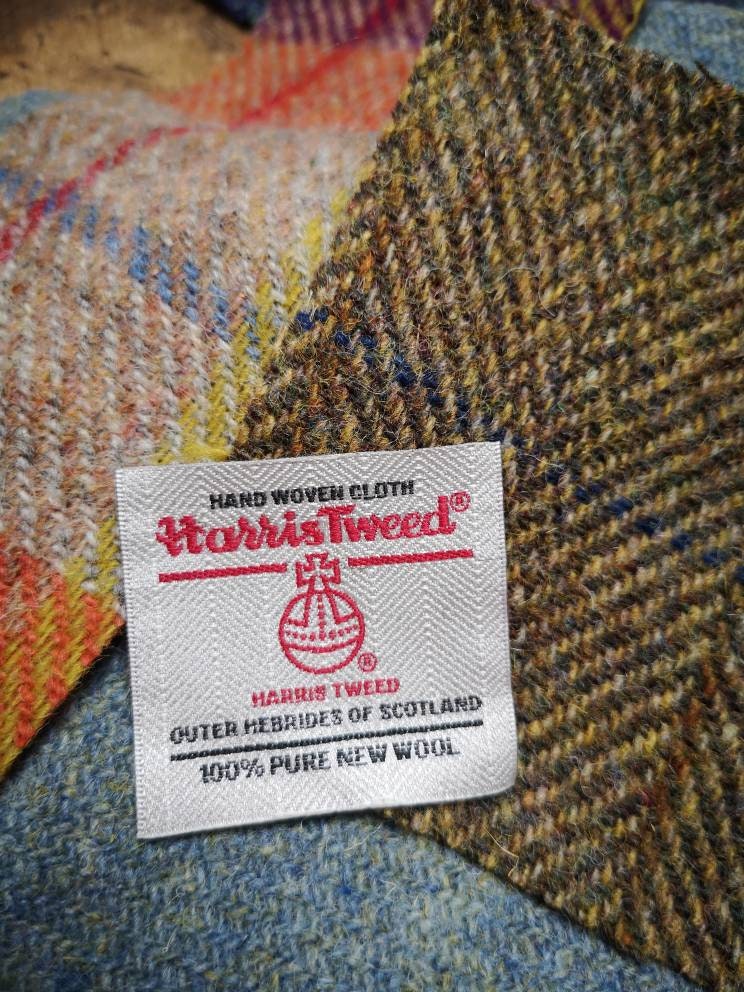 HAND WOVEN CLOTH
Harris Tweed®
®
HARRIS TWEED
OUTER HEBRIDES OF SCOTLAND
100% PURE NEW WOOL